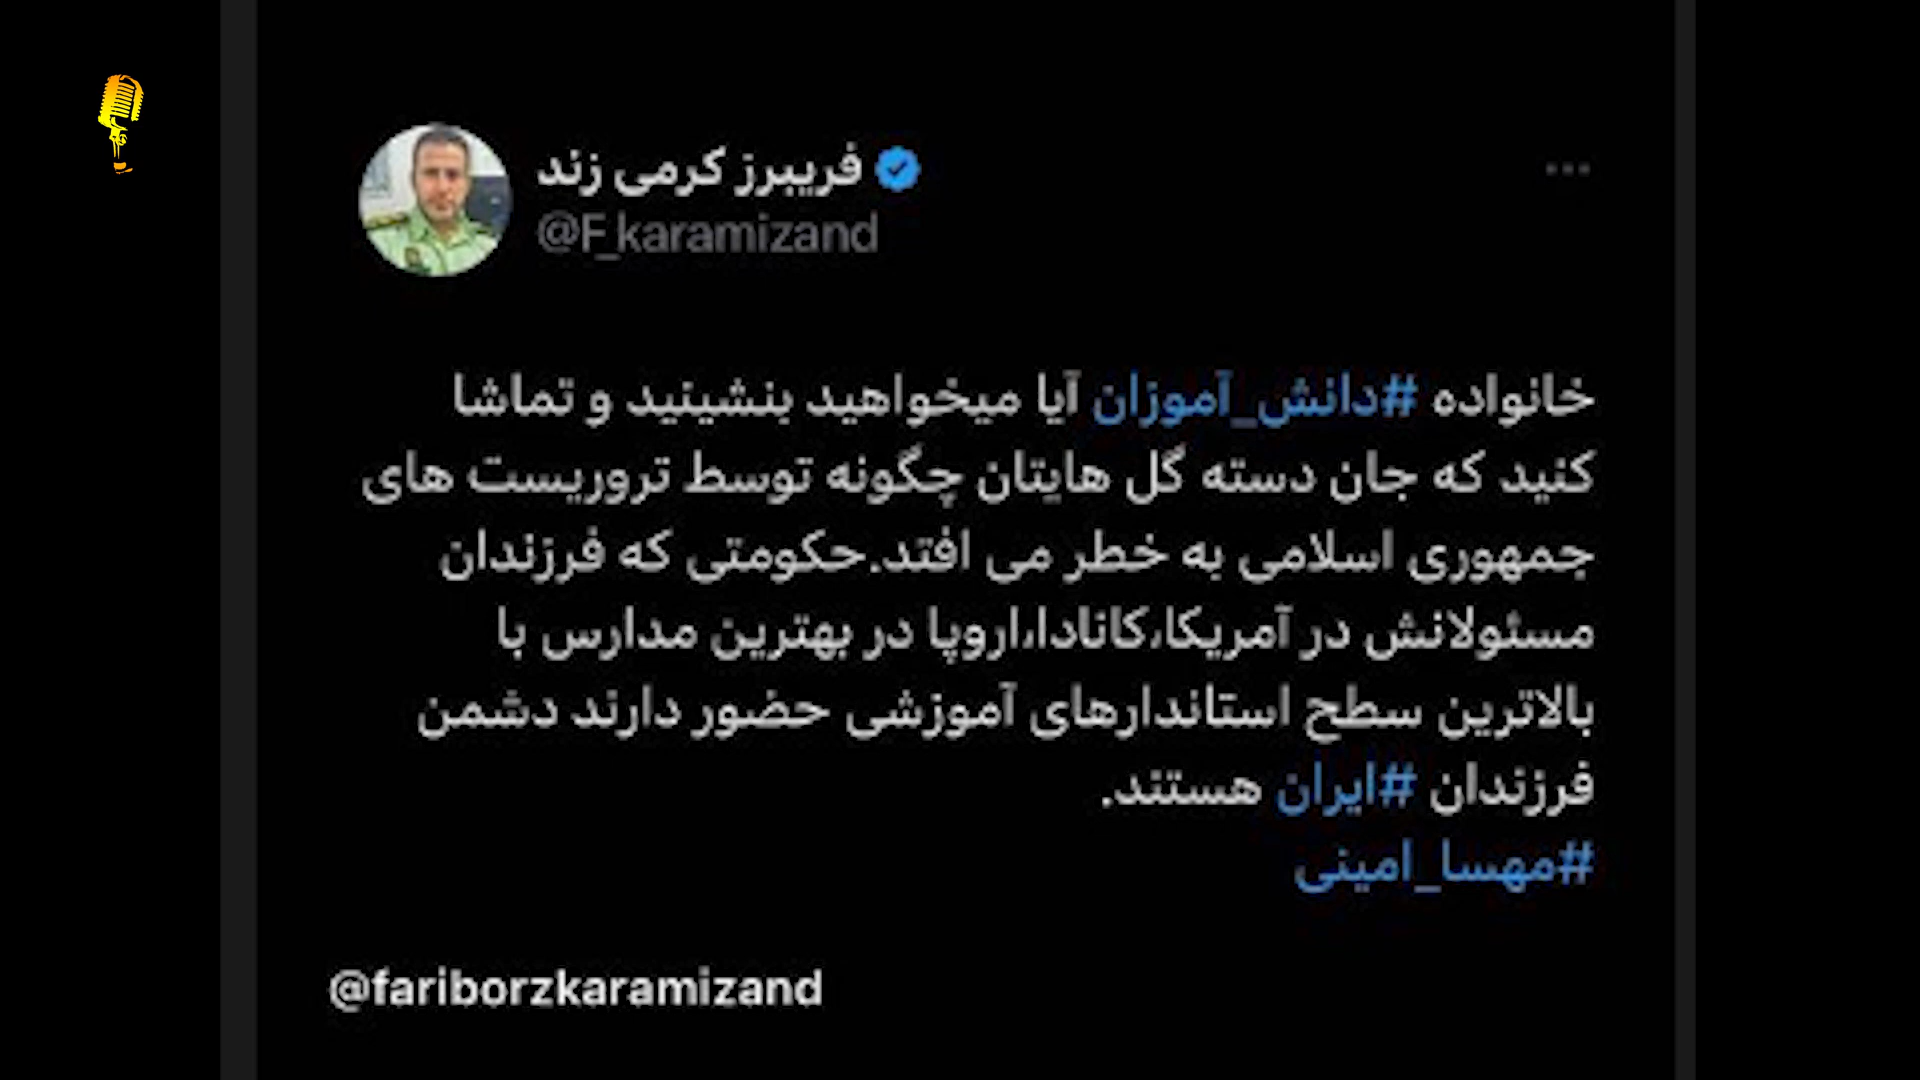 فریبرز کرمی زند
@F_karamizand
خانواده #دانش_آموزان آیا میخواهید بنشینید و تماشا
کنید که جان دسته گل هایتان چگونه توسط تروریست های
جمهوری اسلامی به خطر می افتد.حکومتی که فرزندان
مسئولانش در آمریکا،کانادا،اروپا در بهترین مدارس با
بالاترین سطح استاندارهای آموزشی حضور دارند دشمن
فرزندان #ایران هستند.
#مهسا_امینی
@fariborzkaramizand